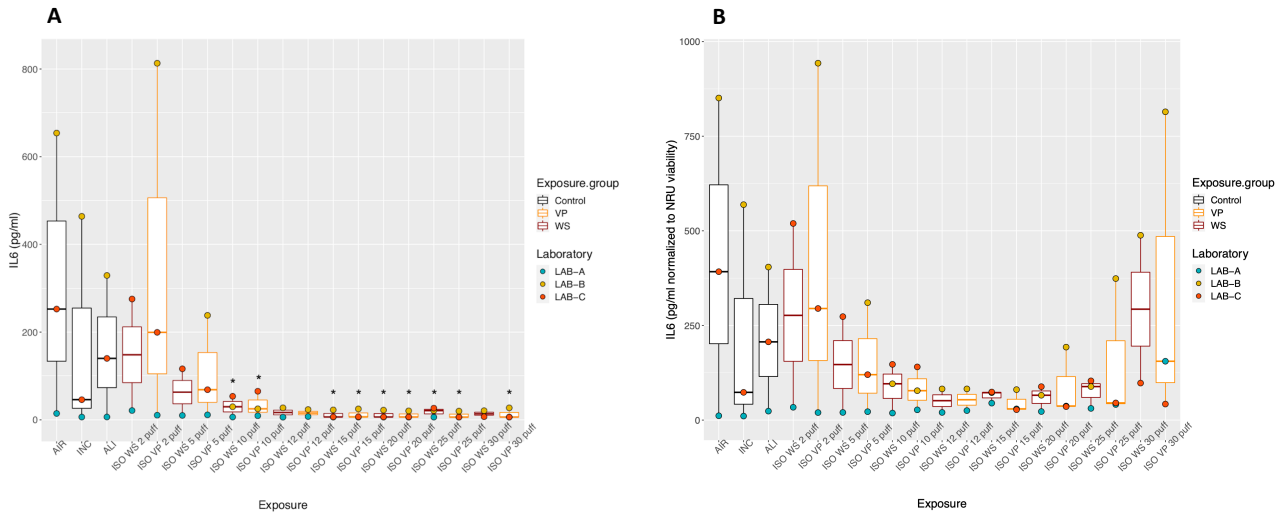 A
IL6 (pg/ml)
800
600
400
200
0
*
*
*
*
*
*
*
*
*
AIR
INC
ALI
ISO WS 2 puff
ISO VP 2 puff
ISO WS 5 puff
ISO VP 5 puff
ISO WS 10 puff
ISO VP 10 puff
ISO WS 12 puff
ISO VP 12 puff
ISO WS 15 puff
ISO VP 15 puff
ISO WS 20 puff
ISO VP 20 puff
ISO WS 25 puff
ISO VP 25 puff
ISO WS 30 puff
ISO VP 30 puff
Exposure
Exposure.group
Control
VP
WS
Laboratory
LAB-A
LAB-B
LAB-C
B
IL6 (pg/ml normalized to NRU viability)
1000
750
500
250
0
AIR
INC
ALI
ISO WS 2 puff
ISO VP 2 puff
ISO WS 5 puff
ISO VP 5 puff
ISO WS 10 puff
ISO VP 10 puff
ISO WS 12 puff
ISO VP 12 puff
ISO WS 15 puff
ISO VP 15 puff
ISO WS 20 puff
ISO VP 20 puff
ISO WS 25 puff
ISO VP 25 puff
ISO WS 30 puff
ISO VP 30 puff
Exposure
Exposure.group
Control
VP
WS
Laboratory
LAB-A
LAB-B
LAB-C